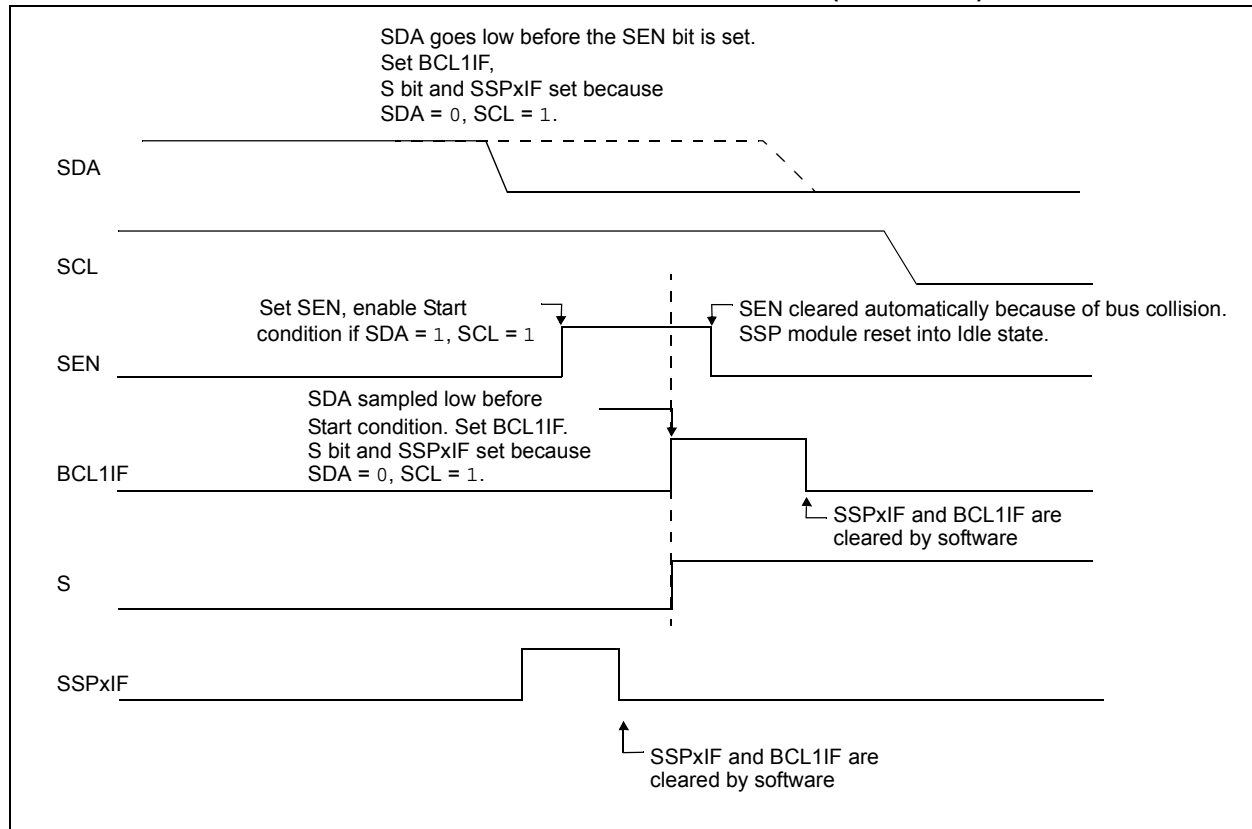 SDA goes low before the SEN bit is set.
Set BCL1IF,
S bit and SSPxIF set because
SDA = 0, SCL = 1.
SDA
SCL
Set SEN, enable Start
condition if SDA = 1, SCL = 1
SEN cleared automatically because of bus collision.
SSP module reset into Idle state.
SEN
SDA sampled low before
Start condition. Set BCL1IF.
S bit and SSPxIF set because
SDA = 0, SCL = 1.
BCL1IF
SSPxIF and BCL1IF are
cleared by software
S
SSPxIF
SSPxIF and BCL1IF are
cleared by software